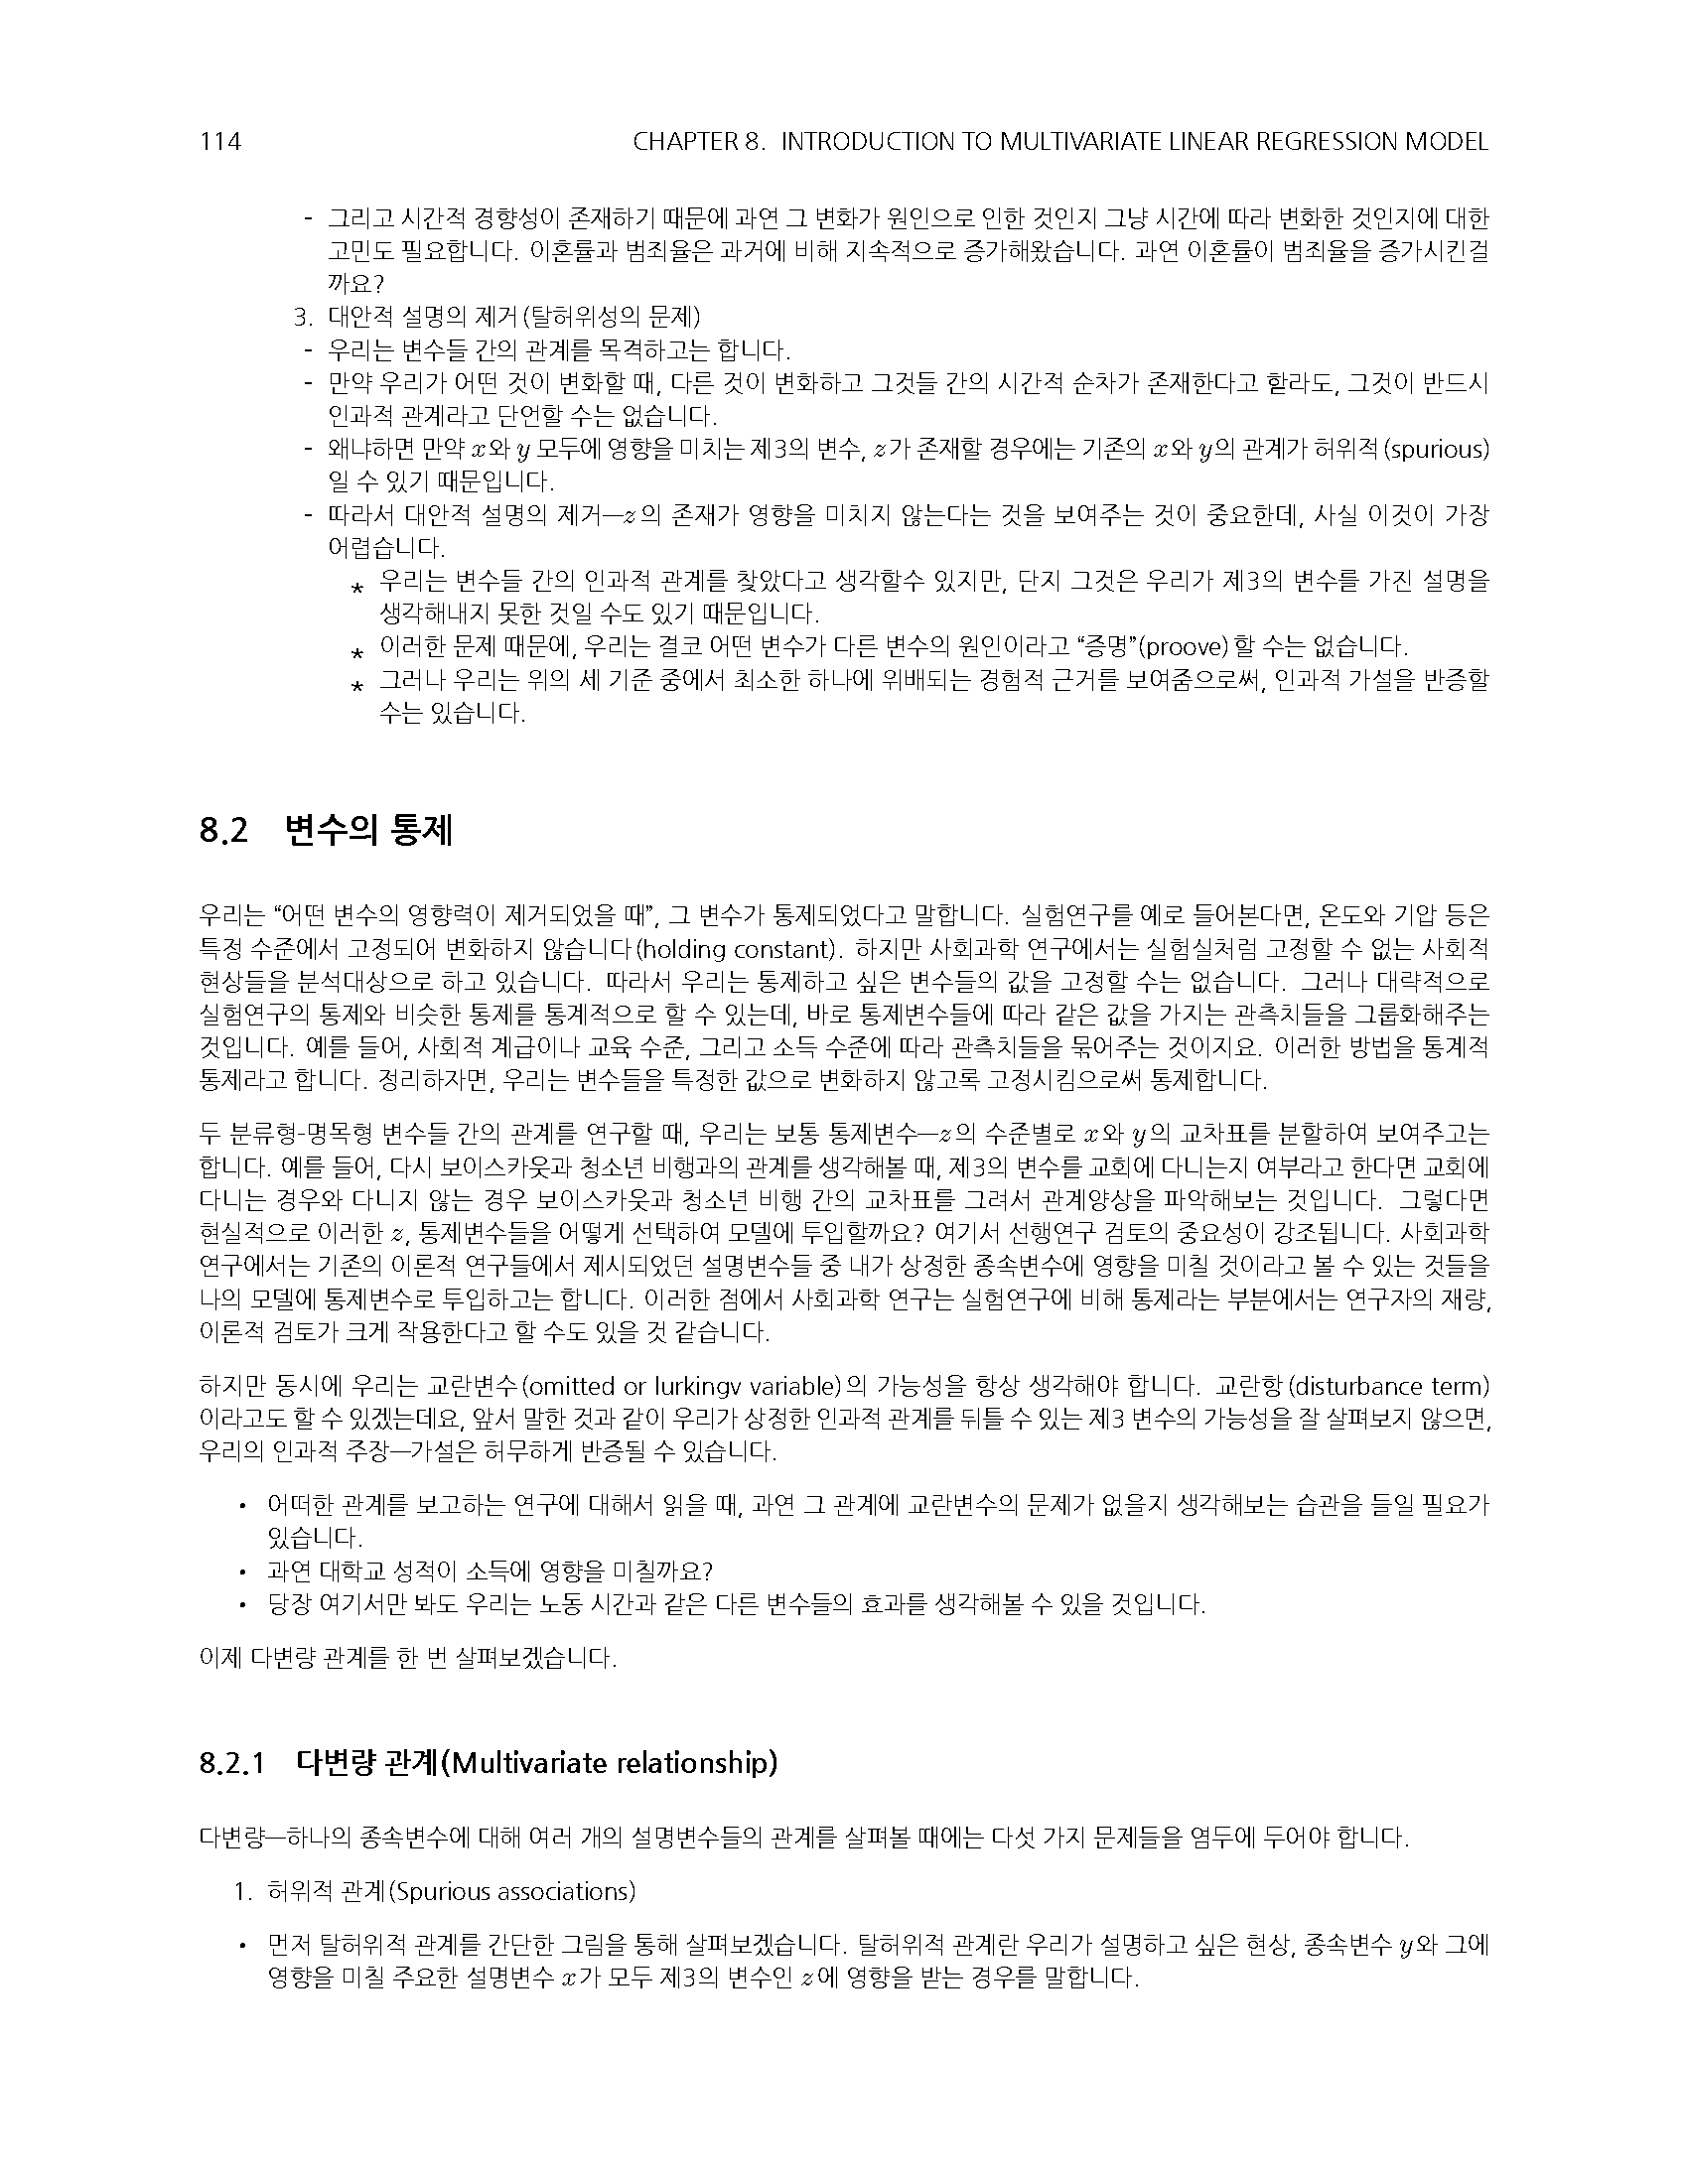 114 CHAPTER 8. INTRODUCTION TO MULTIVARIATE LINEAR REGRESSION MODEL
- 그리고 시간적 경향성이 존재하기 때문에 과연 그 변화가 원인으로 인한 것인지 그냥 시간에 따라 변화한 것인지에 대한
고민도 필요합니다. 이혼률과 범죄율은 과거에 비해 지속적으로 증가해왔습니다. 과연 이혼률이 범죄율을 증가시킨걸
까요?
3. 대안적 설명의 제거(탈허위성의 문제)
- 우리는 변수들 간의 관계를 목격하고는 합니다.
- 만약 우리가 어떤 것이 변화할 때, 다른 것이 변화하고 그것들 간의 시간적 순차가 존재한다고 할라도, 그것이 반드시
인과적 관계라고 단언할 수는 없습니다.
- 왜냐하면 만약 x와 y 모두에 영향을 미치는 제3의 변수, z가 존재할 경우에는 기존의 x와 y의 관계가 허위적(spurious)
일 수 있기 때문입니다.
- 따라서 대안적 설명의 제거—z의 존재가 영향을 미치지 않는다는 것을 보여주는 것이 중요한데, 사실 이것이 가장
어렵습니다.
* 우리는 변수들 간의 인과적 관계를 찾았다고 생각할수 있지만, 단지 그것은 우리가 제3의 변수를 가진 설명을
생각해내지 못한 것일 수도 있기 때문입니다.
* 이러한 문제 때문에, 우리는 결코 어떤 변수가 다른 변수의 원인이라고 “증명”(proove)할 수는 없습니다.
* 그러나 우리는 위의 세 기준 중에서 최소한 하나에 위배되는 경험적 근거를 보여줌으로써, 인과적 가설을 반증할
수는 있습니다.
8.2 변수의 통제
우리는 “어떤 변수의 영향력이 제거되었을 때”, 그 변수가 통제되었다고 말합니다. 실험연구를 예로 들어본다면, 온도와 기압 등은
특정 수준에서 고정되어 변화하지 않습니다(holding constant). 하지만 사회과학 연구에서는 실험실처럼 고정할 수 없는 사회적
현상들을 분석대상으로 하고 있습니다. 따라서 우리는 통제하고 싶은 변수들의 값을 고정할 수는 없습니다. 그러나 대략적으로
실험연구의 통제와 비슷한 통제를 통계적으로 할 수 있는데, 바로 통제변수들에 따라 같은 값을 가지는 관측치들을 그룹화해주는
것입니다. 예를 들어, 사회적 계급이나 교육 수준, 그리고 소득 수준에 따라 관측치들을 묶어주는 것이지요. 이러한 방법을 통계적
통제라고 합니다. 정리하자면, 우리는 변수들을 특정한 값으로 변화하지 않고록 고정시킴으로써 통제합니다.
두 분류형-명목형 변수들 간의 관계를 연구할 때, 우리는 보통 통제변수—z의 수준별로 x와 y의 교차표를 분할하여 보여주고는
합니다. 예를 들어, 다시 보이스카웃과 청소년 비행과의 관계를 생각해볼 때, 제3의 변수를 교회에 다니는지 여부라고 한다면 교회에
다니는 경우와 다니지 않는 경우 보이스카웃과 청소년 비행 간의 교차표를 그려서 관계양상을 파악해보는 것입니다. 그렇다면
현실적으로 이러한 z, 통제변수들을 어떻게 선택하여 모델에 투입할까요? 여기서 선행연구 검토의 중요성이 강조됩니다. 사회과학
연구에서는 기존의 이론적 연구들에서 제시되었던 설명변수들 중 내가 상정한 종속변수에 영향을 미칠 것이라고 볼 수 있는 것들을
나의 모델에 통제변수로 투입하고는 합니다. 이러한 점에서 사회과학 연구는 실험연구에 비해 통제라는 부분에서는 연구자의 재량,
이론적 검토가 크게 작용한다고 할 수도 있을 것 같습니다.
하지만 동시에 우리는 교란변수(omitted or lurkingv variable)의 가능성을 항상 생각해야 합니다. 교란항(disturbance term)
이라고도 할 수 있겠는데요, 앞서 말한 것과 같이 우리가 상정한 인과적 관계를 뒤틀 수 있는 제3 변수의 가능성을 잘 살펴보지 않으면,
우리의 인과적 주장—가설은 허무하게 반증될 수 있습니다.
• 어떠한 관계를 보고하는 연구에 대해서 읽을 때, 과연 그 관계에 교란변수의 문제가 없을지 생각해보는 습관을 들일 필요가
있습니다.
• 과연 대학교 성적이 소득에 영향을 미칠까요?
• 당장 여기서만 봐도 우리는 노동 시간과 같은 다른 변수들의 효과를 생각해볼 수 있을 것입니다.
이제 다변량 관계를 한 번 살펴보겠습니다.
8.2.1 다변량 관계(Multivariate relationship)
다변량—하나의 종속변수에 대해 여러 개의 설명변수들의 관계를 살펴볼 때에는 다섯 가지 문제들을 염두에 두어야 합니다.
1. 허위적 관계(Spurious associations)
• 먼저 탈허위적 관계를 간단한 그림을 통해 살펴보겠습니다. 탈허위적 관계란 우리가 설명하고 싶은 현상, 종속변수 y와 그에
영향을 미칠 주요한 설명변수 x가 모두 제3의 변수인 z에 영향을 받는 경우를 말합니다.